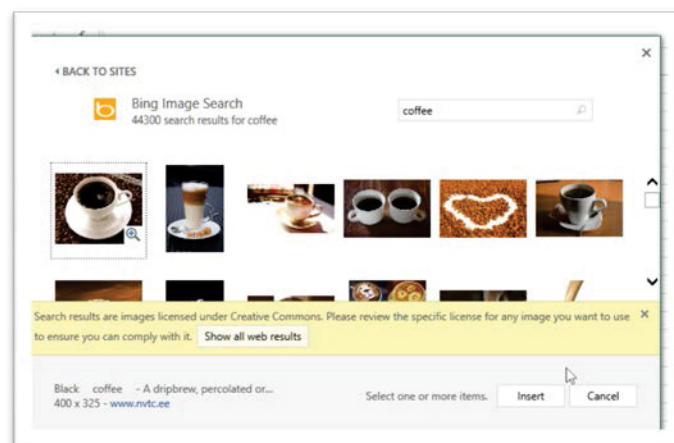 BACK TO SITES
Bing Image Search
44300 search results for coffee
coffee
Search results are images licensed under Creative Commons. Please review the specific license for any image you want to use
to ensure you can comply with it. Show all web results
Black coffee - A dripbrew, percolated or...
400 x 325 - www.nvtc.ee
Select one or more items. Insert Cancel